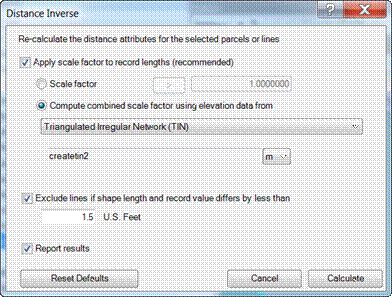 Distance Inverse
Re-calculate the distance attributes for the selected parcels or lines
Apply scale factor to record lengths (recommended)
Scale factor
1.0000000
Compute combined scale factor using elevation data from
Triangulated Irregular Network (TIN)
createtin2
m
Exclude lines if shape length and record value differs by less than
1.5 U.S. Feet
Report results
Reset Defaults Cancel Calculate